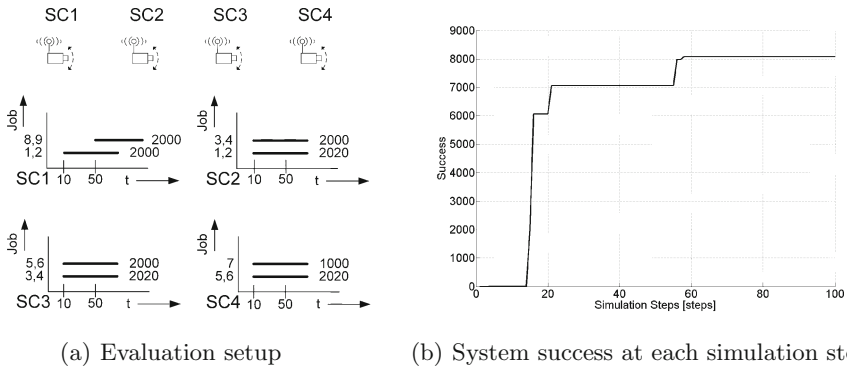 SC1 SC2 SC3 SC4
Job
8,9 2000
1,2 2000
SC1 10 50 t
Job
3,4 2000
1,2 2020
SC2 10 50 t
Job
5,6 2000
3,4 2020
SC3 10 50 t
Job
7 1000
5,6 2020
SC4 10 50 t
(a) Evaluation setup
9000
8000
7000
6000
5000
4000
3000
2000
1000
0
Success
0 20 40 60 80 100
Simulation Steps [steps]
(b) System success at each simulation ste